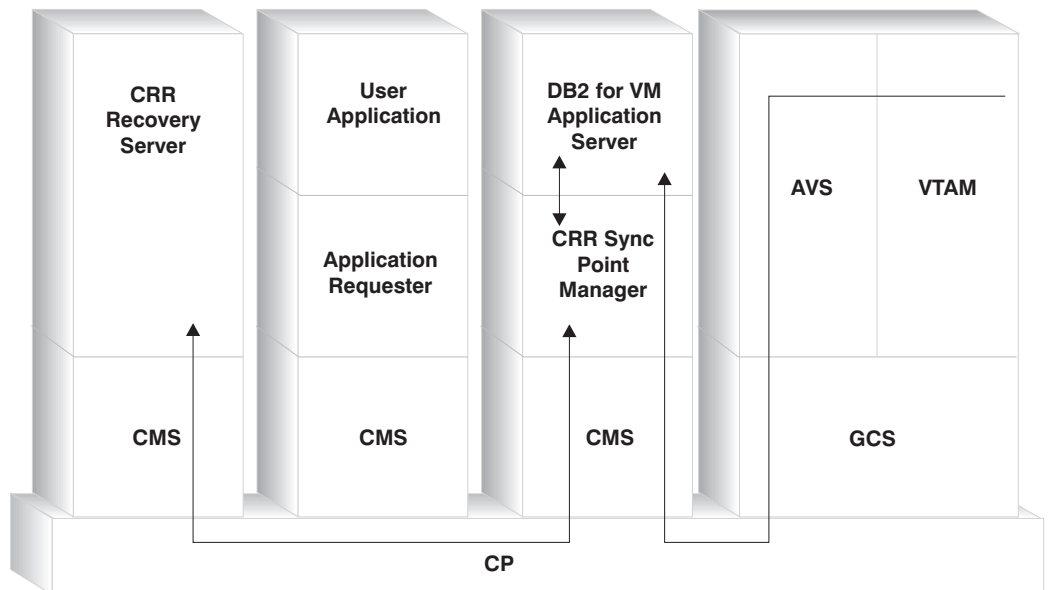 CRR
Recovery
Server
User
Application
DB2 for VM
Application
Server
AVS
VTAM
Application
Requester
CRR Sync
Point
Manager
CMS
CMS
CMS
GCS
CP